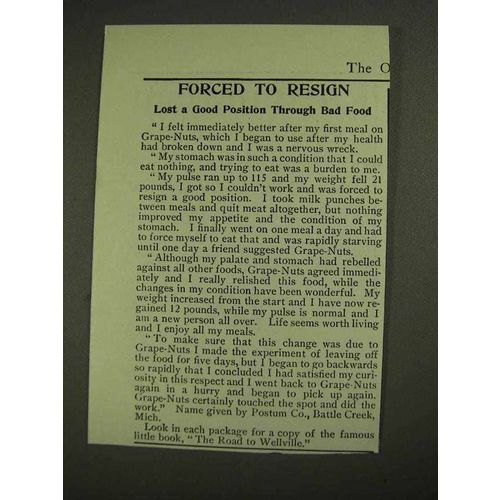 The O
FORCED TO RESIGN
Lost a Good Position Through Bad Food
"I felt immediately better after my first meal on
Grape-Nuts, which I began to use after my health
had broken down and I was a nervous wreck.
"My stomach was in such a condition that I could
eat nothing, and trying to eat was a burden to me.
"My pulse ran up to 115 and my weight fell 21
pounds, I got so I couldn't work and was forced to
resign a good position. I took milk punches be-
tween meals and quit meat altogether, but nothing
improved my appetite and the condition of my
stomach. I finally went on one meal a day and had
to force myself to eat that and was rapidly starving
until one day a friend suggested Grape-Nuts.
"Although my palate and stomach had rebelled
against all other foods, Grape-Nuts agreed immedi-
ately and I really relished this food, while the
changes in my condition have been wonderful. My
weight increased from the start and I have now re-
gained 12 pounds, while my pulse is normal and I
am a new person all over. Life seems worth living
and I enjoy all my meals.
"To make sure that this change was due to
Grape-Nuts I made the experiment of leaving off
the food for five days, but I began to go backwards
so rapidly that I concluded I had satisfied my curi-
osity in this respect and I went back to Grape-Nuts
again in a hurry and began to pick up again.
Grape-Nuts certainly touched the spot and did the
work." Name given by Postum Co., Battle Creek,
Mich.
Look in each package for a copy of the famous
little book, "The Road to Wellville."